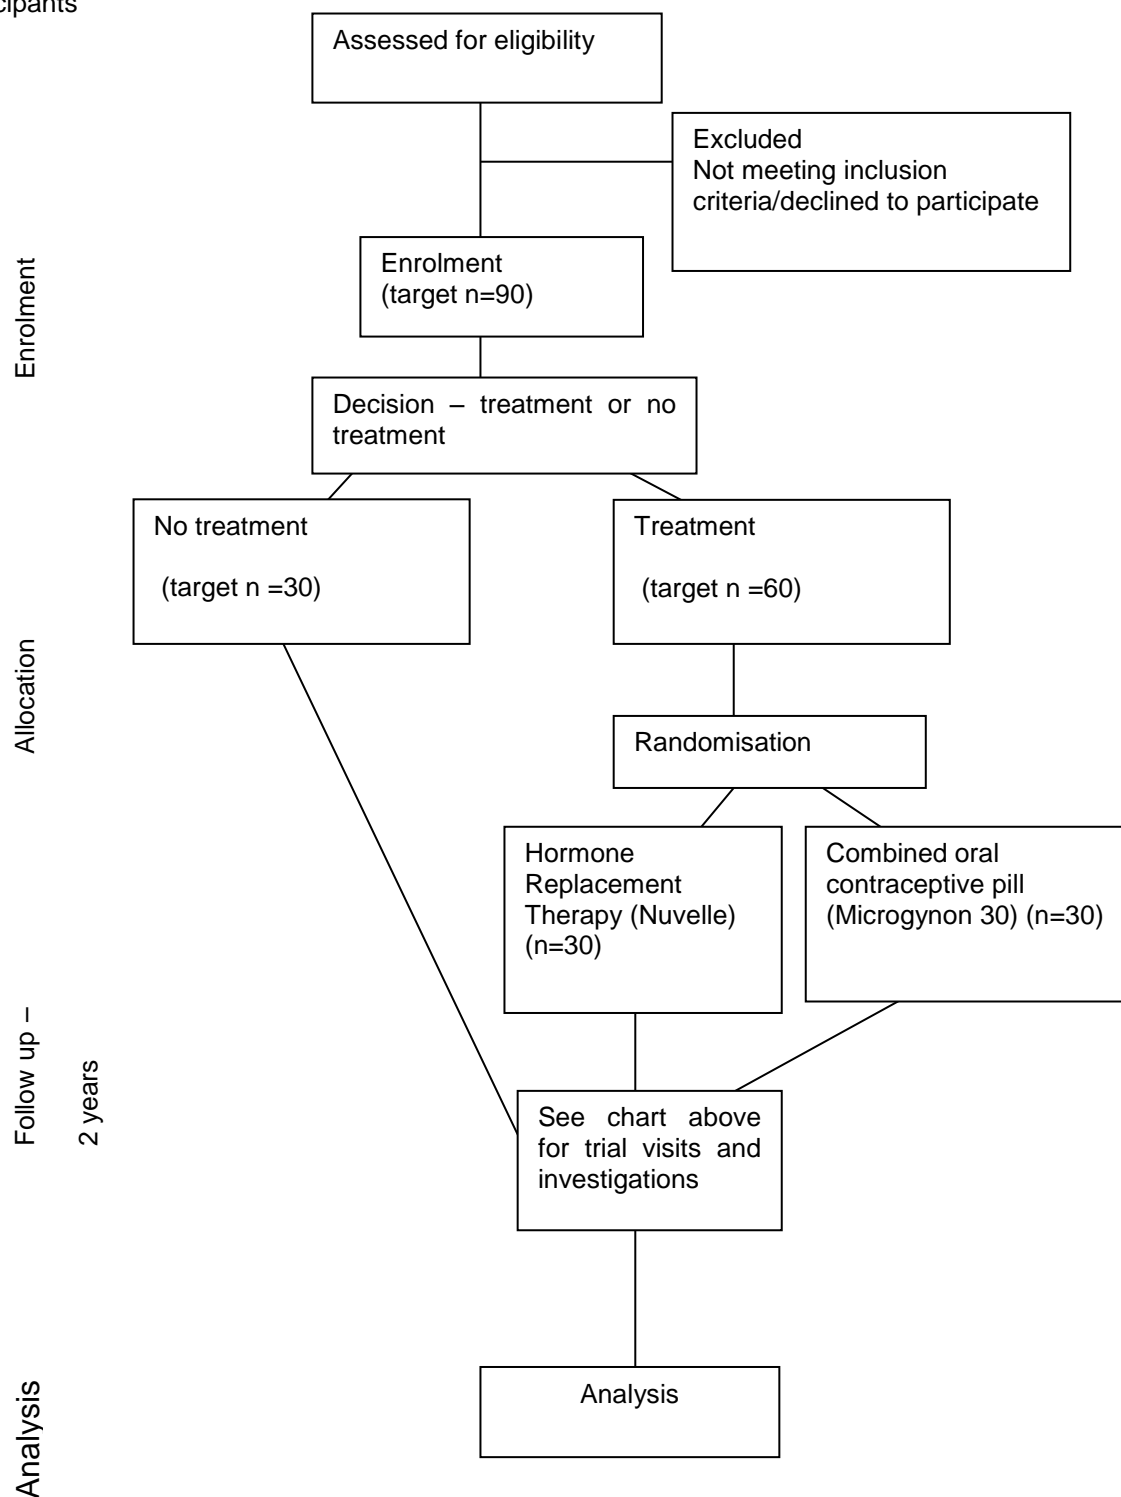 Assessed for eligibility
Excluded
Not meeting inclusion
criteria/declined to participate
Enrolment
Enrolment
(target n=90)
Decision – treatment or no
treatment
No treatment
(target n =30)
Treatment
(target n =60)
Allocation
Randomisation
Hormone
Replacement
Therapy (Nuvelle)
(n=30)
Combined oral
contraceptive pill
(Microgynon 30) (n=30)
Follow up –
2 years
See chart above
for trial visits and
investigations
Analysis
Analysis